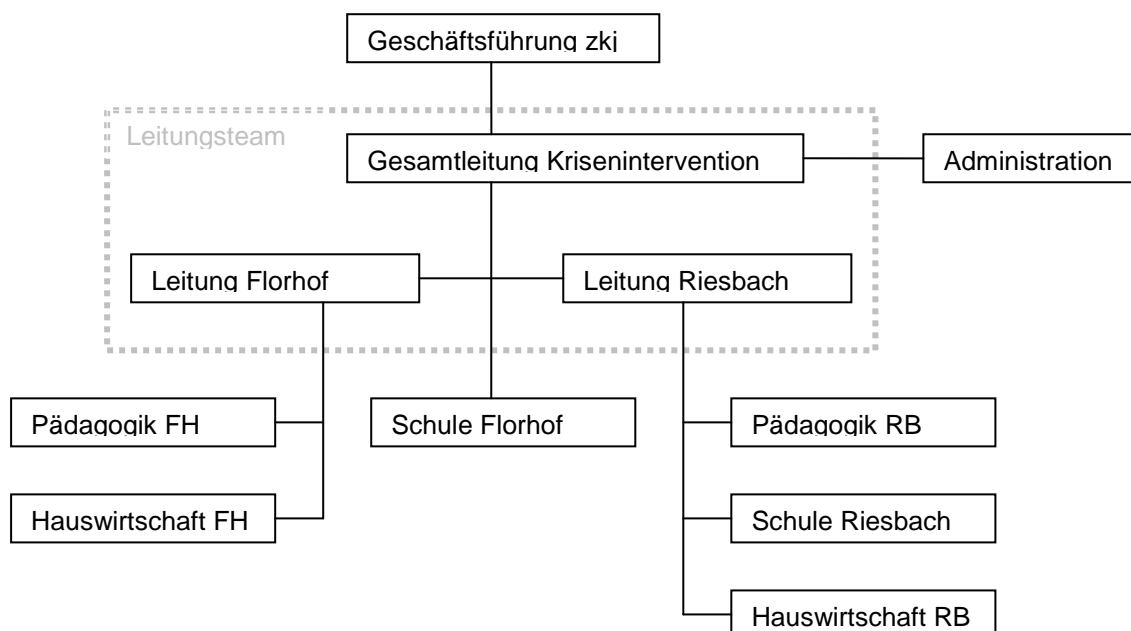 Geschäftsführung zkj
Leitungsteam
Gesamtleitung Krisenintervention
Administration
Leitung Florhof
Leitung Riesbach
Pädagogik FH
Schule Florhof
Pädagogik RB
Hauswirtschaft FH
Schule Riesbach
Hauswirtschaft RB